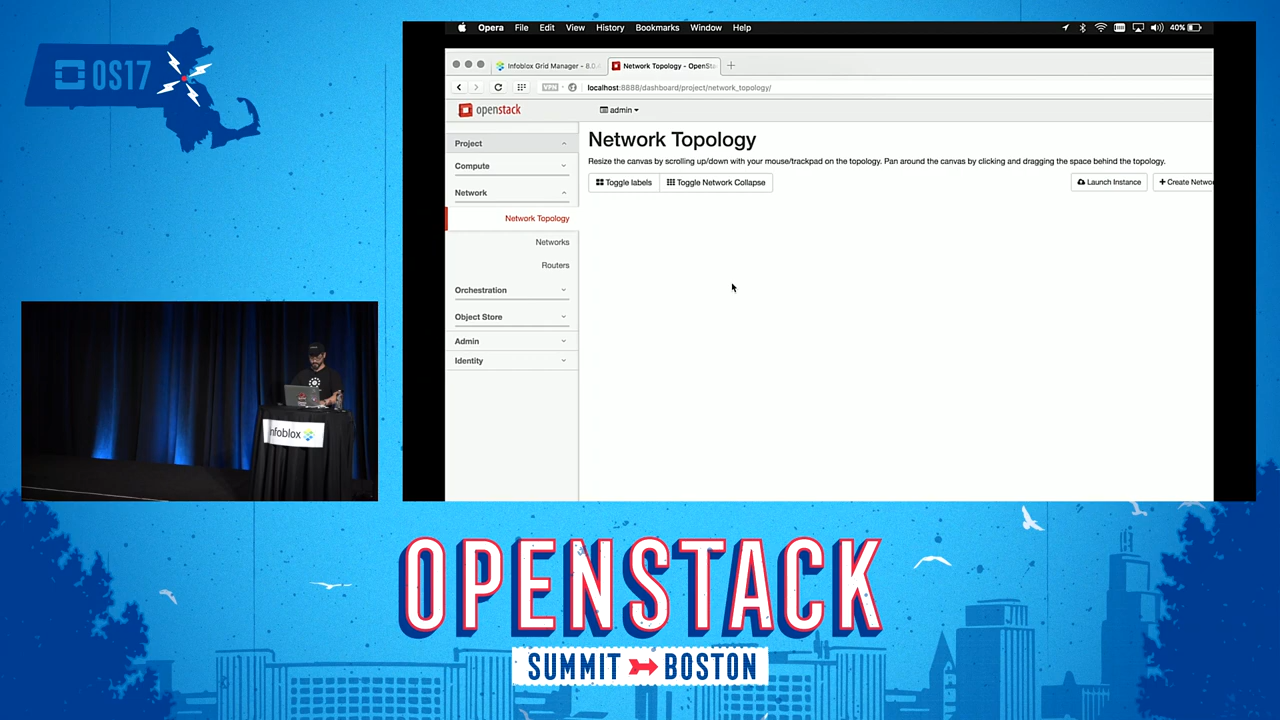 OS17
Opera File Edit View History Bookmarks Window Help 40%
Infoblox Grid Manager - 8.0. Network Topology - OpenSta
VPN localhost:8888/dashboard/project/network_topology/
openstack admin
Project
Compute
Network
Network Topology
Networks
Routers
Orchestration
Object Store
Admin
Identity
Network Topology
Resize the canvas by scrolling up/down with your mouse/trackpad on the topology. Pan around the canvas by clicking and dragging the space behind the topology.
Toggle labels Toggle Network Collapse Launch Instance + Create Netwo
nfoblox
OPENSTACK
SUMMIT BOSTON